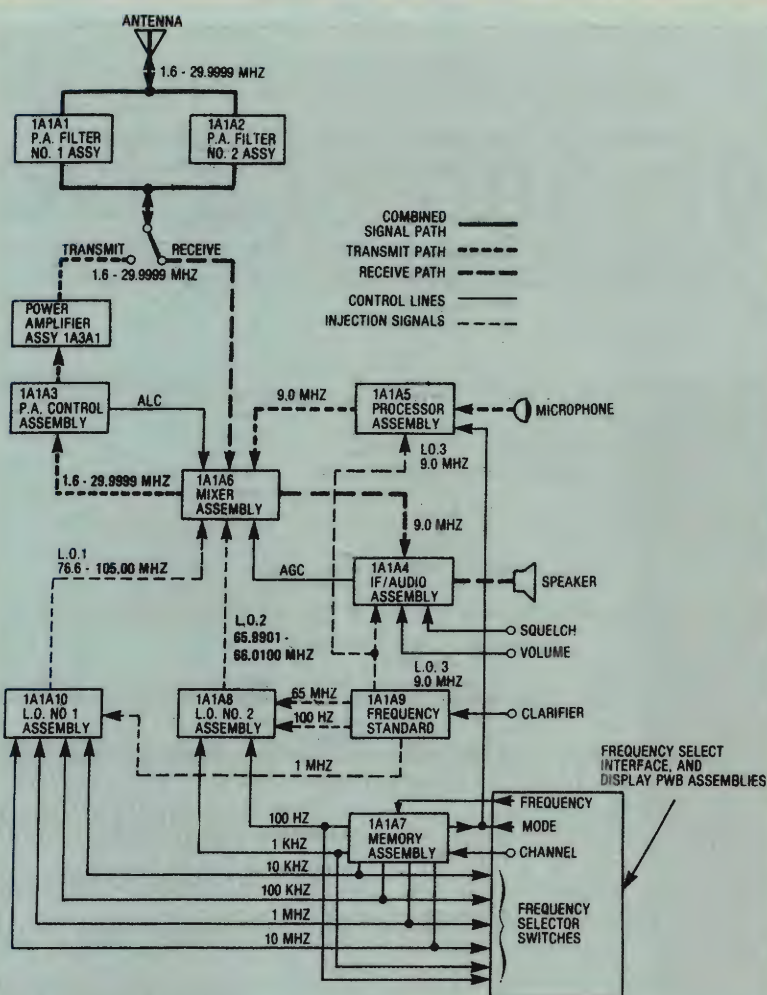 ANTENNA
1.6 - 29.9999 MHZ
1A1A1
P.A. FILTER
NO. 1 ASSY
1A1A2
P.A. FILTER
NO. 2 ASSY
COMBINED
SIGNAL PATH
TRANSMIT PATH
RECEIVE PATH
CONTROL LINES
INJECTION SIGNALS
TRANSMIT
RECEIVE
1.6 - 29.9999 MHZ
POWER
AMPLIFIER
ASSY 1A3A1
1A1A3
P.A. CONTROL
ASSEMBLY
ALC
9.0 MHZ
1A1A5
PROCESSOR
ASSEMBLY
MICROPHONE
L.O.3
9.0 MHZ
1.6 - 29.9999 MHZ
1A1A6
MIXER
ASSEMBLY
9.0 MHZ
L.O.1
76.6 - 105.00 MHZ
AGC
1A1A4
IF/AUDIO
ASSEMBLY
SPEAKER
L.O.2
65.9901 -
66.0100 MHZ
SQUELCH
VOLUME
L.O. 3
9.0 MHZ
1A1A10
L.O. NO 1
ASSEMBLY
1A1A8
L.O. NO. 2
ASSEMBLY
65 MHZ
100 HZ
1A1A9
FREQUENCY
STANDARD
CLARIFIER
1 MHZ
FREQUENCY SELECT
INTERFACE, AND
DISPLAY PWB ASSEMBLIES
FREQUENCY
100 HZ
1A1A7
MEMORY
ASSEMBLY
MODE
1 KHZ
CHANNEL
10 KHZ
100 KHZ
1 MHZ
10 MHZ
FREQUENCY
SELECTOR
SWITCHES